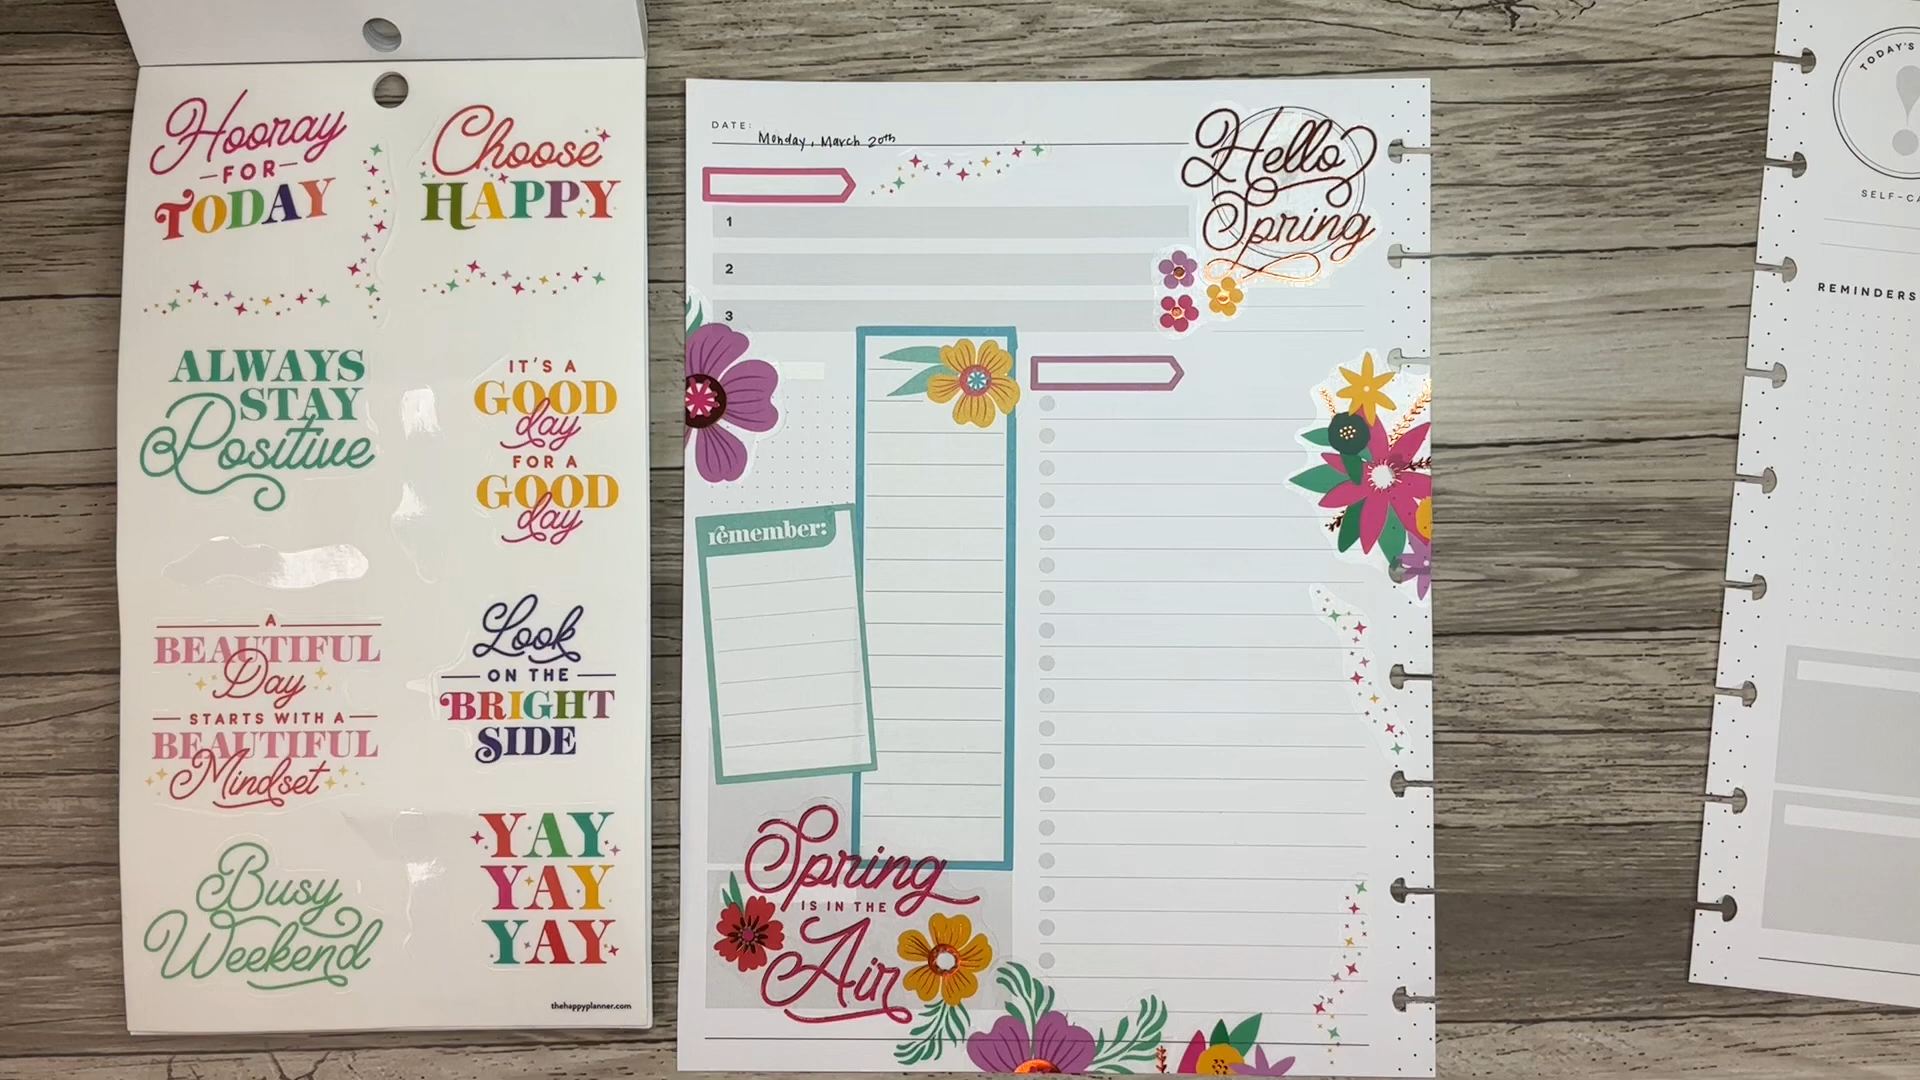 Hooray
FOR
TODAY
Choose
HAPPY
ALWAYS
STAY
Positive
IT'S A
GOOD
day
FOR A
GOOD
day
A
BEAUTIFUL
Day
STARTS WITH A
BEAUTIFUL
Mindset
Look
ON THE
BRIGHT
SIDE
Busy
Weekend
YAY
YAY
YAY
thehappyplanner.com
DATE:
Monday, March 20th
Hello
Spring
1
2
3
remember:
Spring
IS IN THE
Air
TODAY'S
SELF-CA
REMINDERS